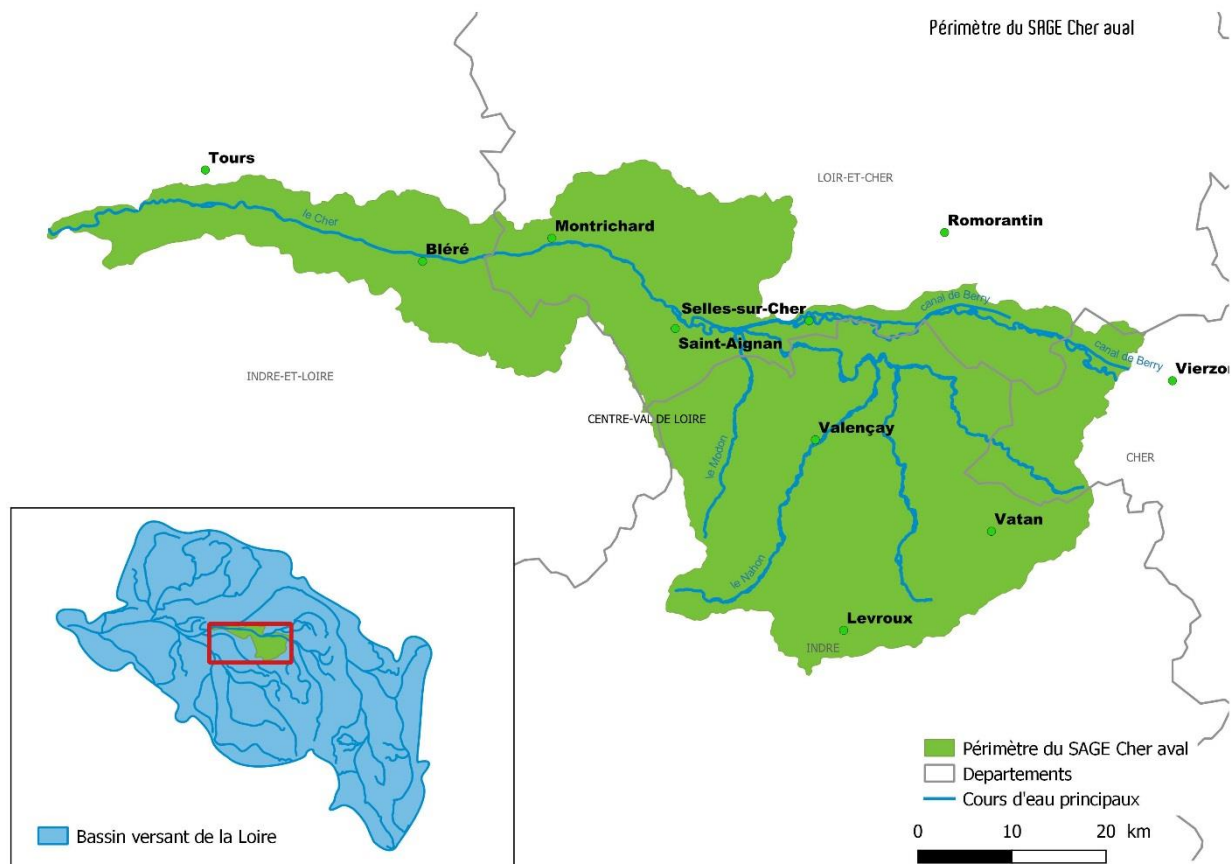 Périmètre du SAGE Cher aval
Tours
LOIR-ET-CHER
le Cher
Montrichard
Romorantin
Bléré
canal de Berry
Selles-sur-Cher
Saint-Aignan
canal de Berry
INDRE-ET-LOIRE
Vierzo
CENTRE-VAL DE LOIRE
Valençay
le Modon
CHER
Vatan
le Nahon
Levroux
INDRE
Périmètre du SAGE Cher aval
Departements
Cours d'eau principaux
Bassin versant de la Loire
0 10 20 km